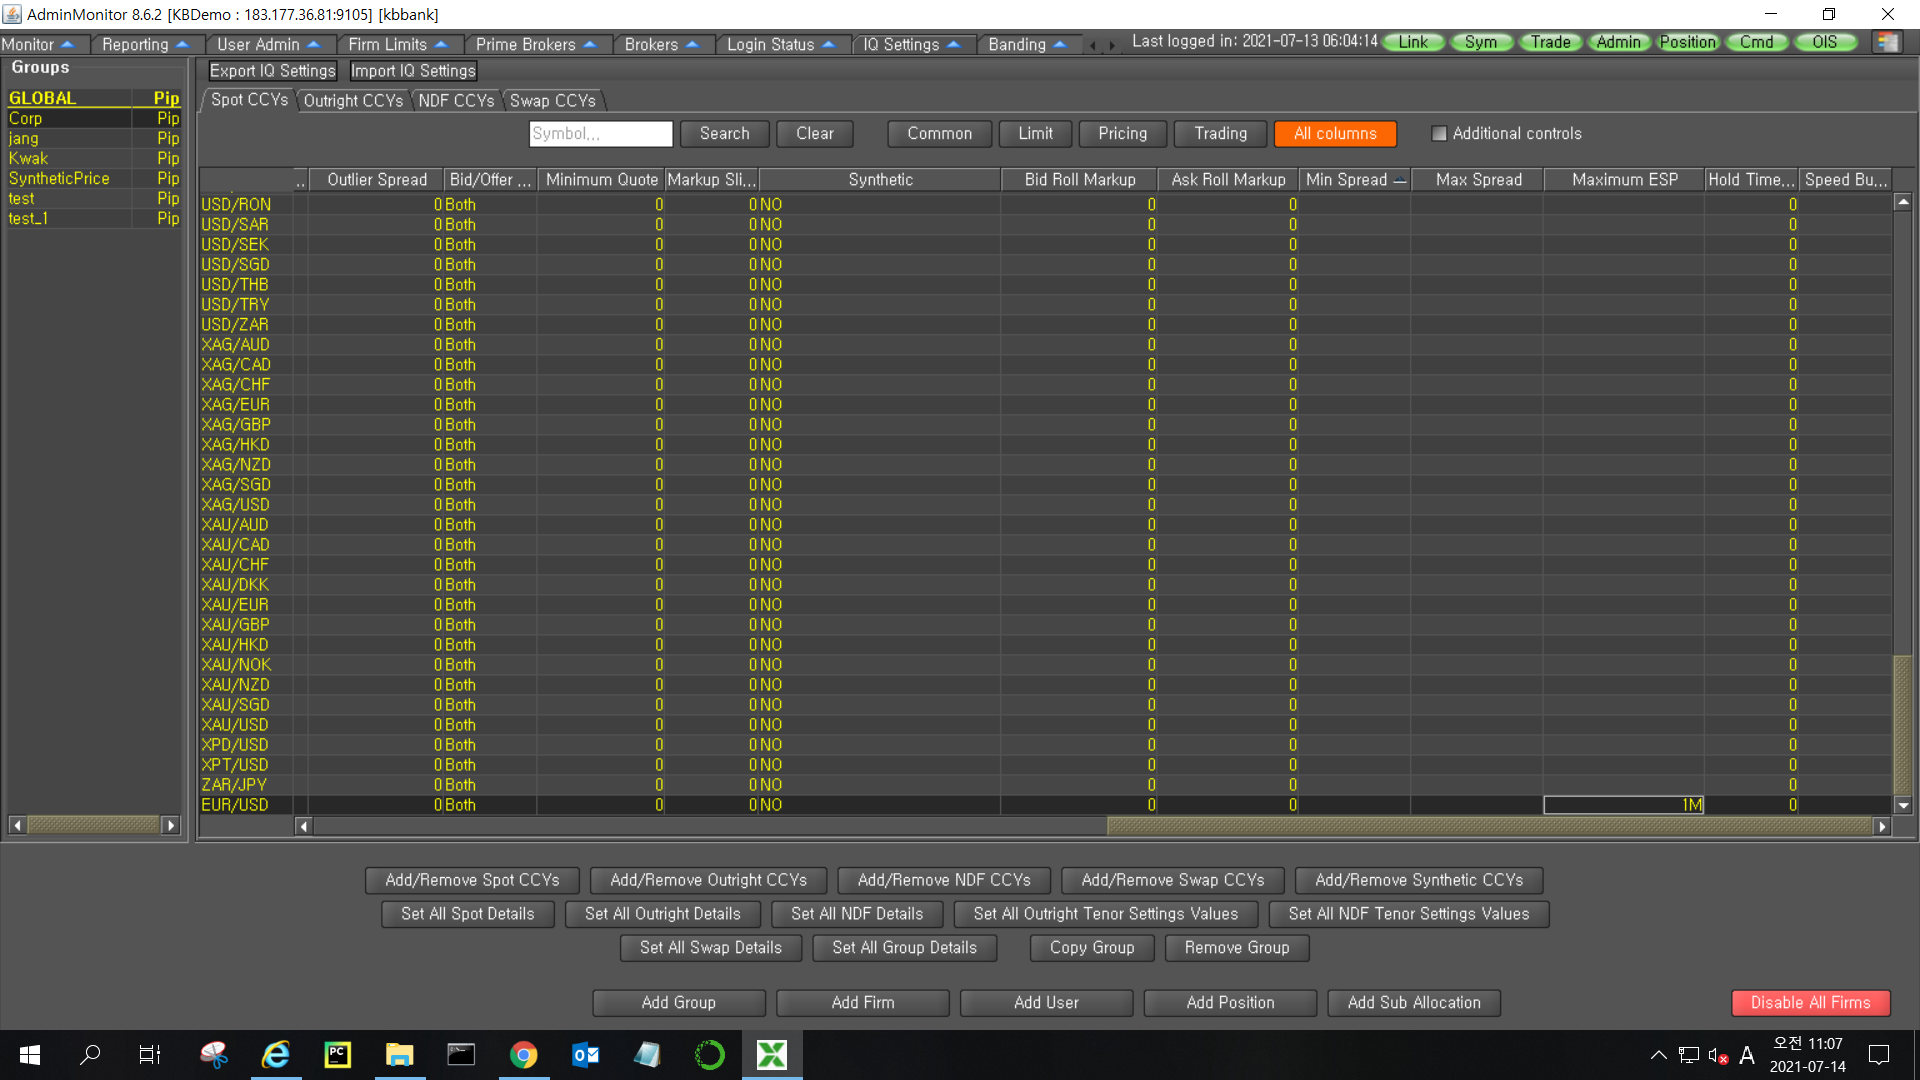 AdminMonitor 8.6.2 [KBDemo : 183.177.36.81:9105] [kbbank]
Monitor Reporting User Admin Firm Limits Prime Brokers Brokers Login Status IQ Settings Banding Last logged in: 2021-07-13 06:04:14 Link Sym Trade Admin Position Cmd OIS
Groups
GLOBAL Pip
Corp Pip
jang Pip
Kwak Pip
SyntheticPrice Pip
test Pip
test_1 Pip
Export IQ Settings Import IQ Settings
Spot CCYs Outright CCYs NDF CCYs Swap CCYs
Symbol... Search Clear Common Limit Pricing Trading All columns Additional controls
.. Outlier Spread Bid/Offer ... Minimum Quote Markup Sli... Synthetic Bid Roll Markup Ask Roll Markup Min Spread Max Spread Maximum ESP Hold Time... Speed Bu...
USD/RON 0 Both 0 0 NO 0 0 0
USD/SAR 0 Both 0 0 NO 0 0 0
USD/SEK 0 Both 0 0 NO 0 0 0
USD/SGD 0 Both 0 0 NO 0 0 0
USD/THB 0 Both 0 0 NO 0 0 0
USD/TRY 0 Both 0 0 NO 0 0 0
USD/ZAR 0 Both 0 0 NO 0 0 0
XAG/AUD 0 Both 0 0 NO 0 0 0
XAG/CAD 0 Both 0 0 NO 0 0 0
XAG/CHF 0 Both 0 0 NO 0 0 0
XAG/EUR 0 Both 0 0 NO 0 0 0
XAG/GBP 0 Both 0 0 NO 0 0 0
XAG/HKD 0 Both 0 0 NO 0 0 0
XAG/NZD 0 Both 0 0 NO 0 0 0
XAG/SGD 0 Both 0 0 NO 0 0 0
XAG/USD 0 Both 0 0 NO 0 0 0
XAU/AUD 0 Both 0 0 NO 0 0 0
XAU/CAD 0 Both 0 0 NO 0 0 0
XAU/CHF 0 Both 0 0 NO 0 0 0
XAU/DKK 0 Both 0 0 NO 0 0 0
XAU/EUR 0 Both 0 0 NO 0 0 0
XAU/GBP 0 Both 0 0 NO 0 0 0
XAU/HKD 0 Both 0 0 NO 0 0 0
XAU/NOK 0 Both 0 0 NO 0 0 0
XAU/NZD 0 Both 0 0 NO 0 0 0
XAU/SGD 0 Both 0 0 NO 0 0 0
XAU/USD 0 Both 0 0 NO 0 0 0
XPD/USD 0 Both 0 0 NO 0 0 0
XPT/USD 0 Both 0 0 NO 0 0 0
ZAR/JPY 0 Both 0 0 NO 0 0 0
EUR/USD 0 Both 0 0 NO 0 0 1M 0
Add/Remove Spot CCYs Add/Remove Outright CCYs Add/Remove NDF CCYs Add/Remove Swap CCYs Add/Remove Synthetic CCYs
Set All Spot Details Set All Outright Details Set All NDF Details Set All Outright Tenor Settings Values Set All NDF Tenor Settings Values
Set All Swap Details Set All Group Details Copy Group Remove Group
Add Group Add Firm Add User Add Position Add Sub Allocation Disable All Firms
PC A 오전 11:07
2021-07-14